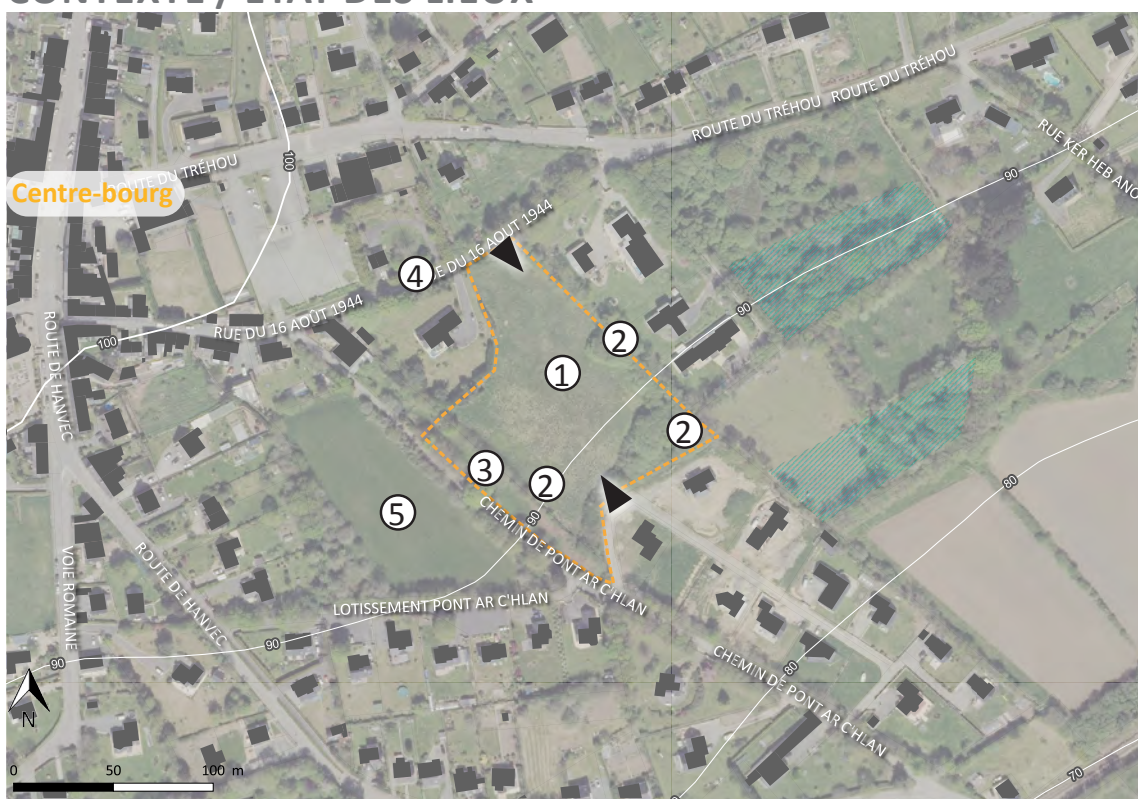 CONTEXTE / ETAT DES LIEUX
ROUTE DU TRÉHOU
ROUTE DU TRÉHOU
RUE KER HEB ANO
100
ROUTE DU TRÉHOU
90
Centre-bourg
RUE DU 16 AOUT 1944
4
90
RUE DU 16 AOÛT 1944
100
2
ROUTE DE HANVEC
1
2
3
2
80
5
90
CHEMIN DE PONT AR C'HLAN
VOIE ROMAINE
ROUTE DE HANVEC
LOTISSEMENT PONT AR C'HLAN
90
90
80
CHEMIN DE PONT AR C'HLAN
N
0 50 100 m
70